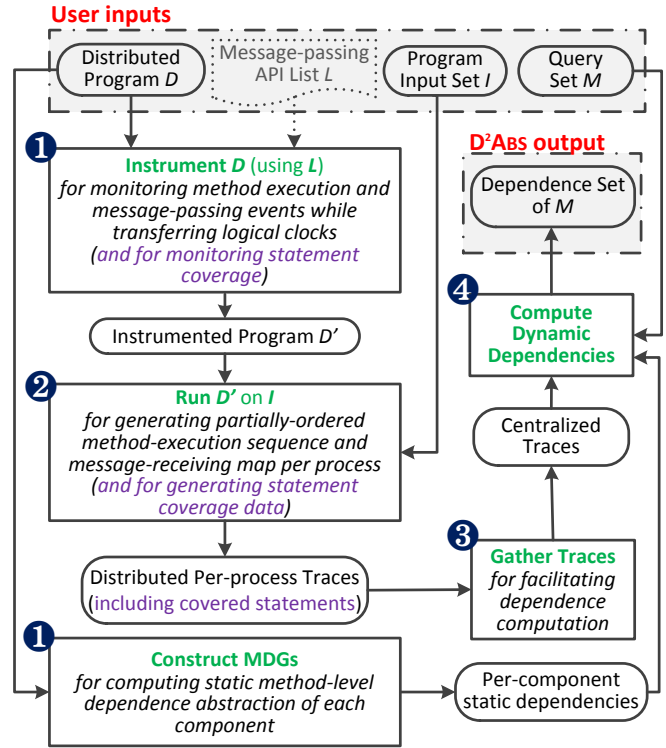 User inputs
Distributed
Program D
Message-passing
API List L
Program
Input Set I
Query
Set M
1
Instrument D (using L)
for monitoring method execution and
message-passing events while
transferring logical clocks
(and for monitoring statement
coverage)
D²ABS output
Dependence Set
of M
Instrumented Program D'
4
Compute
Dynamic
Dependencies
2
Run D' on I
for generating partially-ordered
method-execution sequence and
message-receiving map per process
(and for generating statement
coverage data)
Centralized
Traces
Distributed Per-process Traces
(including covered statements)
3
Gather Traces
for facilitating
dependence
computation
1
Construct MDGs
for computing static method-level
dependence abstraction of each
component
Per-component
static dependencies